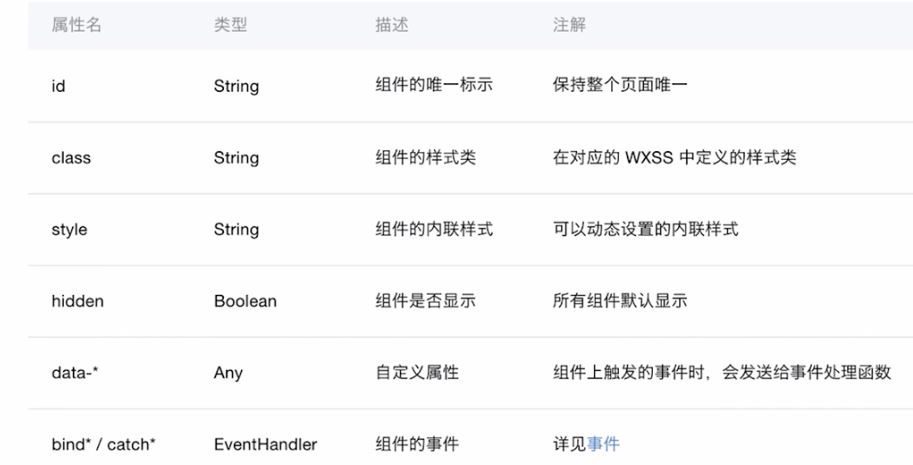 属性名 类型 描述 注解
id String 组件的唯一标示 保持整个页面唯一
class String 组件的样式类 在对应的 WXSS 中定义的样式类
style String 组件的内联样式 可以动态设置的内联样式
hidden Boolean 组件是否显示 所有组件默认显示
data-* Any 自定义属性 组件上触发的事件时，会发送给事件处理函数
bind* / catch* EventHandler 组件的事件 详见事件